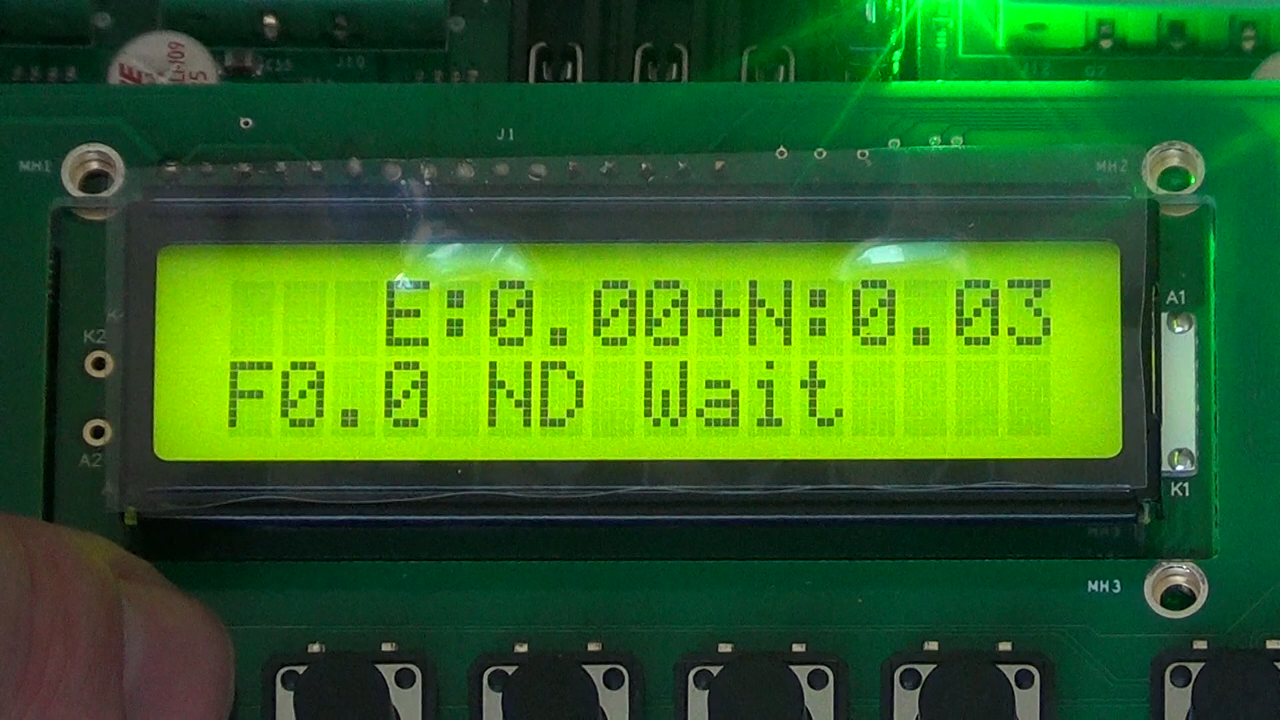 J1
MH1
MH2
E:0.00+N:0.03
F0.0 ND Wait
K2
A2
A1
K1
MH3